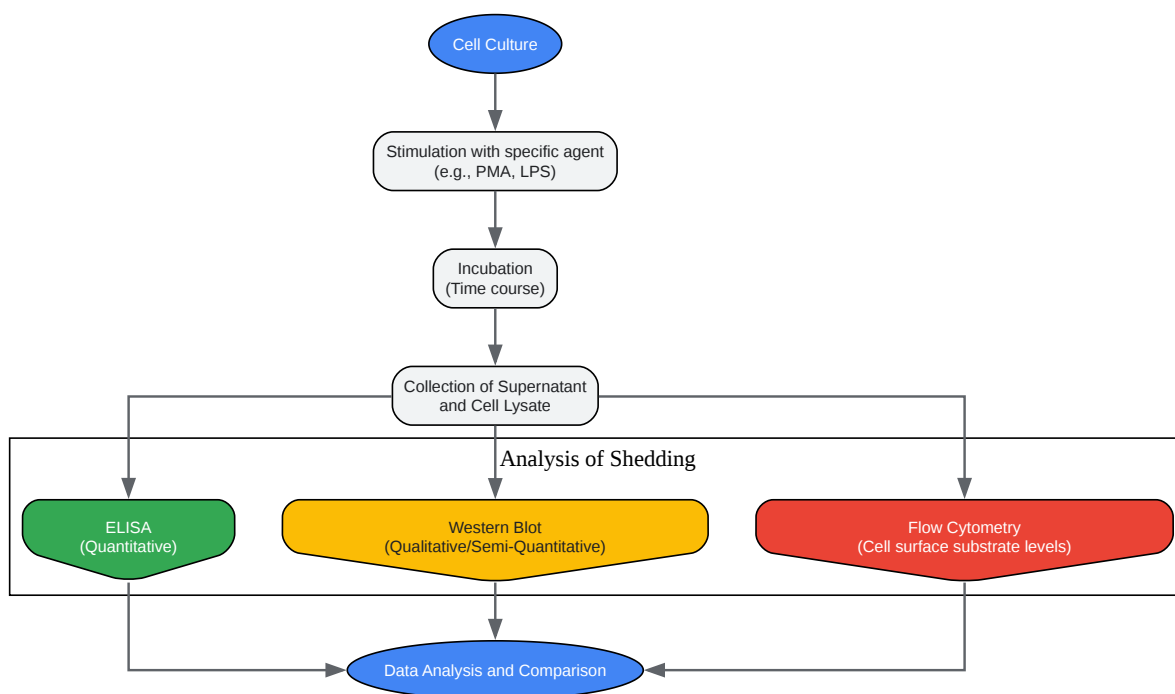 Cell Culture
Stimulation with specific agent
(e.g., PMA, LPS)
Incubation
(Time course)
Collection of Supernatant
and Cell Lysate
Analysis of Shedding
ELISA
(Quantitative)
Western Blot
(Qualitative/Semi-Quantitative)
Flow Cytometry
(Cell surface substrate levels)
Data Analysis and Comparison